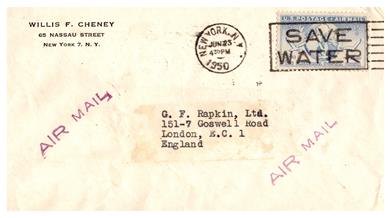 WILLIS F. CHENEY
65 NASSAU STREET
NEW YORK 7, N. Y.
NEW YORK, N.Y.
JUN 23
PM
1950
U.S. POSTAGE AIR MAIL
SAVE
WATER
AIR MAIL
G. F. Rapkin, Ltd.
151-7 Goswell Road
London, E.C. 1
England
AIR MAIL